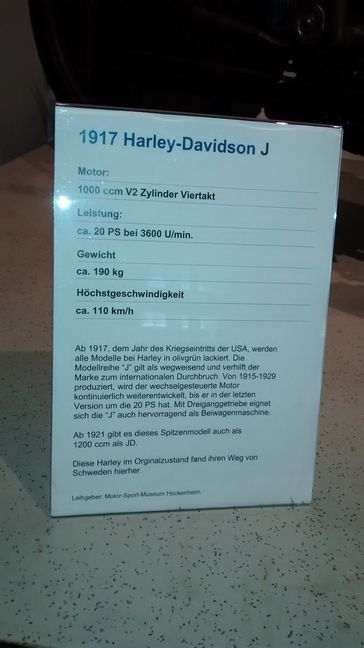 1917 Harley-Davidson J
Motor:
1000 ccm V2 Zylinder Viertakt
Leistung:
ca. 20 PS bei 3600 U/min.
Gewicht
ca. 190 kg
Höchstgeschwindigkeit
ca. 110 km/h
Ab 1917, dem Jahr des Kriegseintritts der USA, werden
alle Modelle bei Harley in olivgrün lackiert. Die
Modellreihe "J" gilt als wegweisend und verhilft der
Marke zum internationalen Durchbruch. Von 1915-1929
produziert, wird der wechselgesteuerte Motor
kontinuierlich weiterentwickelt, bis er in der letzten
Version um die 20 PS hat. Mit Dreiganggetriebe eignet
sich die "J" auch hervorragend als Beiwagenmaschine.
Ab 1921 gibt es dieses Spitzenmodell auch als
1200 ccm als JD.
Diese Harley im Orginalzustand fand ihren Weg von
Schweden hierher.
Leihgeber: Motor-Sport-Museum Hockenheim